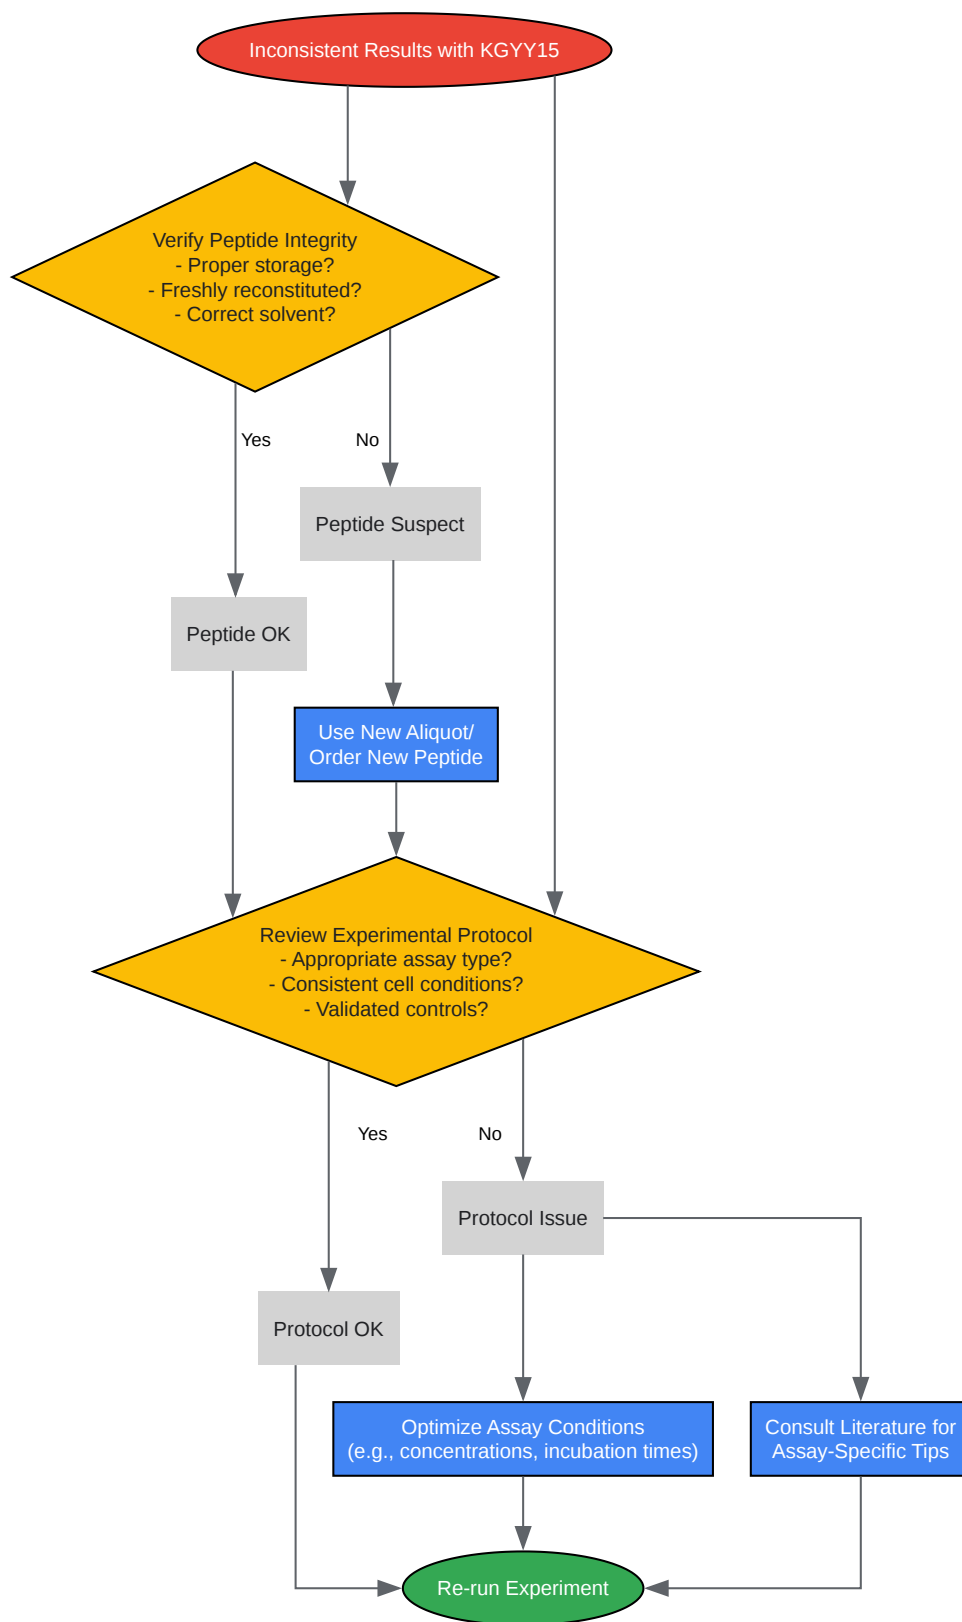 Inconsistent Results with KGYY15
Verify Peptide Integrity
- Proper storage?
- Freshly reconstituted?
- Correct solvent?
Yes
No
Peptide Suspect
Peptide OK
Use New Aliquot/
Order New Peptide
Review Experimental Protocol
- Appropriate assay type?
- Consistent cell conditions?
- Validated controls?
Yes
No
Protocol Issue
Protocol OK
Optimize Assay Conditions
(e.g., concentrations, incubation times)
Consult Literature for
Assay-Specific Tips
Re-run Experiment